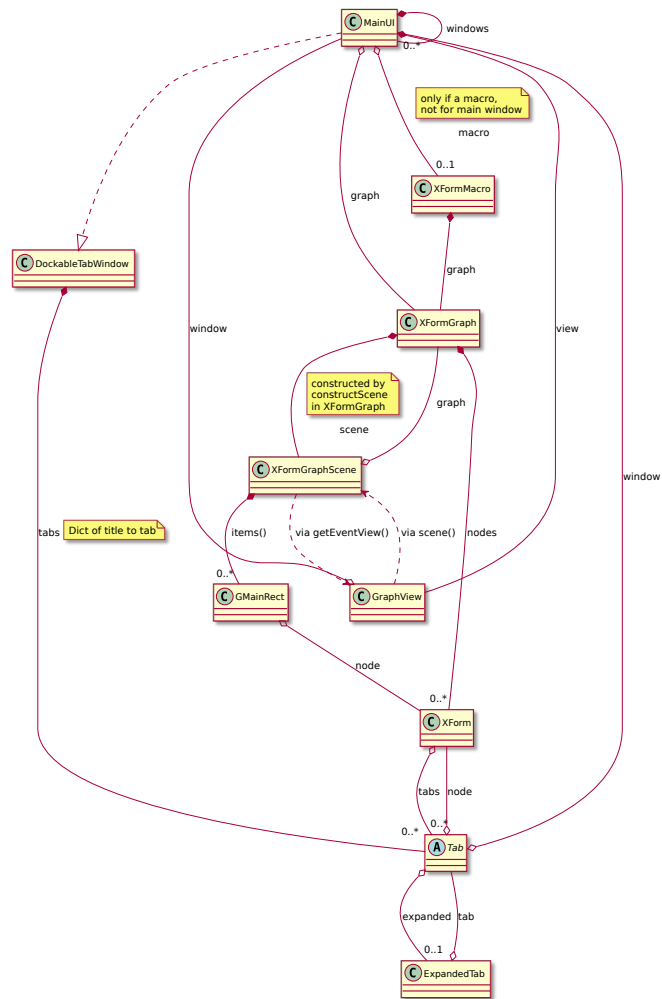 C MainUI
windows
0..*
only if a macro,
not for main window
macro
0..1
C XFormMacro
graph
graph
C DockableTabWindow
C XFormGraph
window
view
constructed by
constructScene
in XFormGraph
graph
scene
C XFormGraphScene
window
tabs
Dict of title to tab
items()
via getEventView()
via scene()
nodes
0..*
C GMainRect
C GraphView
node
0..*
C XForm
tabs
node
0..*
0..*
A Tab
expanded
tab
0..1
C ExpandedTab